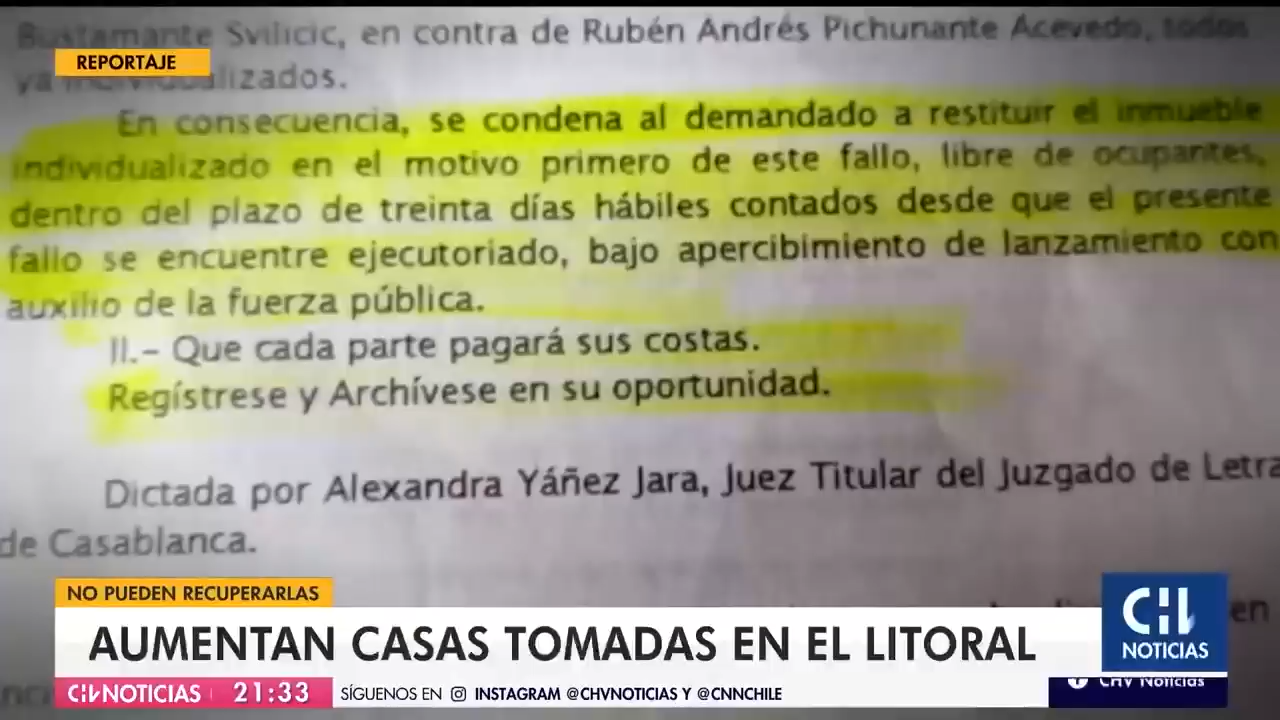 Bustamante Svilicic, en contra de Rubén Andrés Pichunante Acevedo, todos
REPORTAJE
ya individualizados.
En consecuencia, se condena al demandado a restituir el inmueble
individualizado en el motivo primero de este fallo, libre de ocupantes,
dentro del plazo de treinta días hábiles contados desde que el presente
fallo se encuentre ejecutoriado, bajo apercibimiento de lanzamiento con
auxilio de la fuerza pública.
II.- Que cada parte pagará sus costas.
Regístrese y Archívese en su oportunidad.
Dictada por Alexandra Yáñez Jara, Juez Titular del Juzgado de Letra
de Casablanca.
NO PUEDEN RECUPERARLAS
en
AUMENTAN CASAS TOMADAS EN EL LITORAL
CHV NOTICIAS
CHV NOTICIAS 21:33 SÍGUENOS EN INSTAGRAM @CHVNOTICIAS Y @CNNCHILE
CHV Noticias